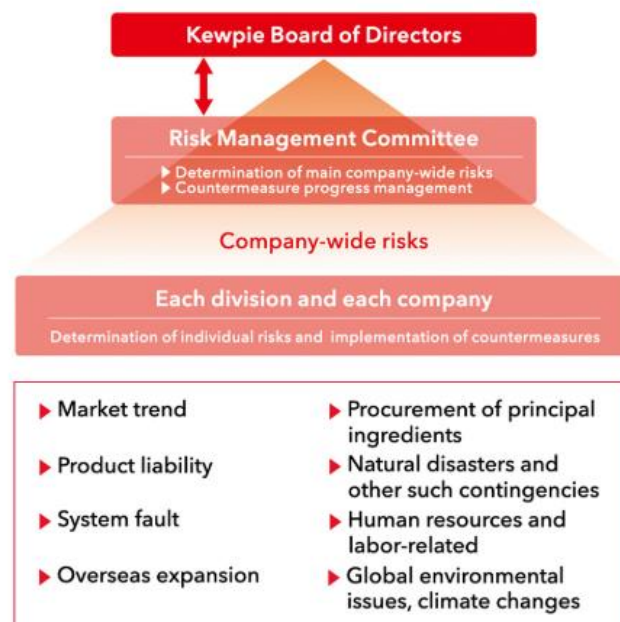 Kewpie Board of Directors
Risk Management Committee
▶ Determination of main company-wide risks
▶ Countermeasure progress management
Company-wide risks
Each division and each company
Determination of individual risks and implementation of countermeasures
▶ Market trend
▶ Product liability
▶ System fault
▶ Overseas expansion
▶ Procurement of principal
ingredients
▶ Natural disasters and
other such contingencies
▶ Human resources and
labor-related
▶ Global environmental
issues, climate changes